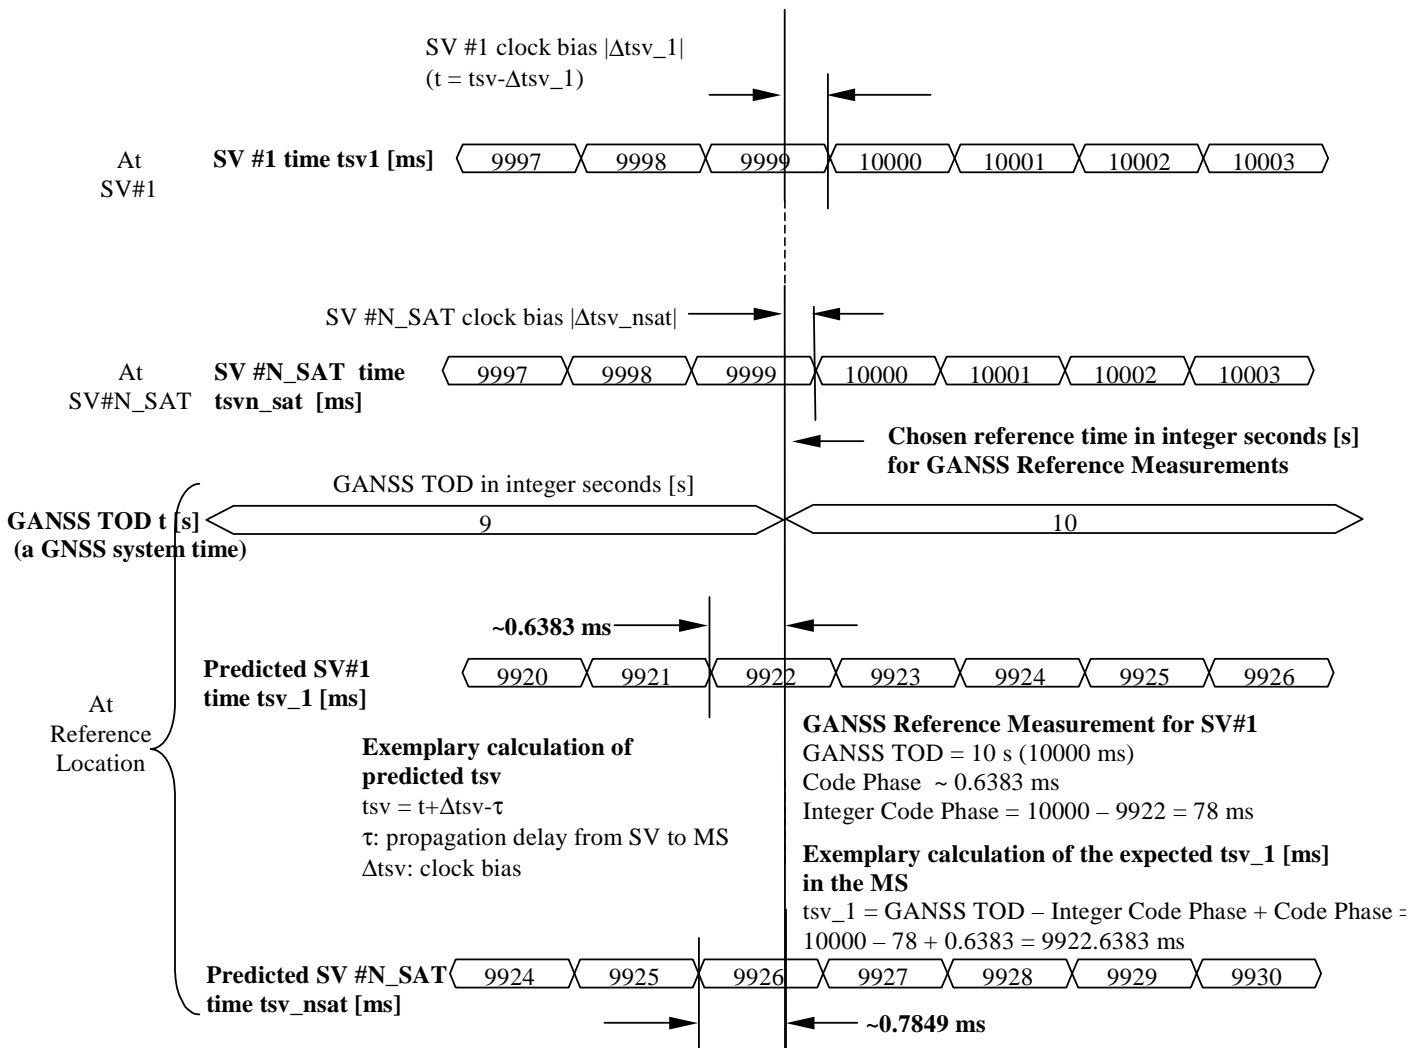 SV #1 clock bias |Δtsv_1|
(t = tsv-Δtsv_1)
At
SV#1
SV #1 time tsv1 [ms]
9997 9998 9999 10000 10001 10002 10003
SV #N_SAT clock bias |Δtsv_nsat|
At
SV#N_SAT
SV #N_SAT time
tsvn_sat [ms]
9997 9998 9999 10000 10001 10002 10003
Chosen reference time in integer seconds [s]
for GANSS Reference Measurements
GANSS TOD in integer seconds [s]
GANSS TOD t [s]
(a GNSS system time)
9 10
~0.6383 ms
Predicted SV#1
time tsv_1 [ms]
9920 9921 9922 9923 9924 9925 9926
At
Reference
Location
Exemplary calculation of
predicted tsv
tsv = t+Δtsv-τ
τ: propagation delay from SV to MS
Δtsv: clock bias
GANSS Reference Measurement for SV#1
GANSS TOD = 10 s (10000 ms)
Code Phase ~ 0.6383 ms
Integer Code Phase = 10000 – 9922 = 78 ms
Exemplary calculation of the expected tsv_1 [ms]
in the MS
tsv_1 = GANSS TOD – Integer Code Phase + Code Phase =
10000 – 78 + 0.6383 = 9922.6383 ms
Predicted SV #N_SAT
time tsv_nsat [ms]
9924 9925 9926 9927 9928 9929 9930
~0.7849 ms